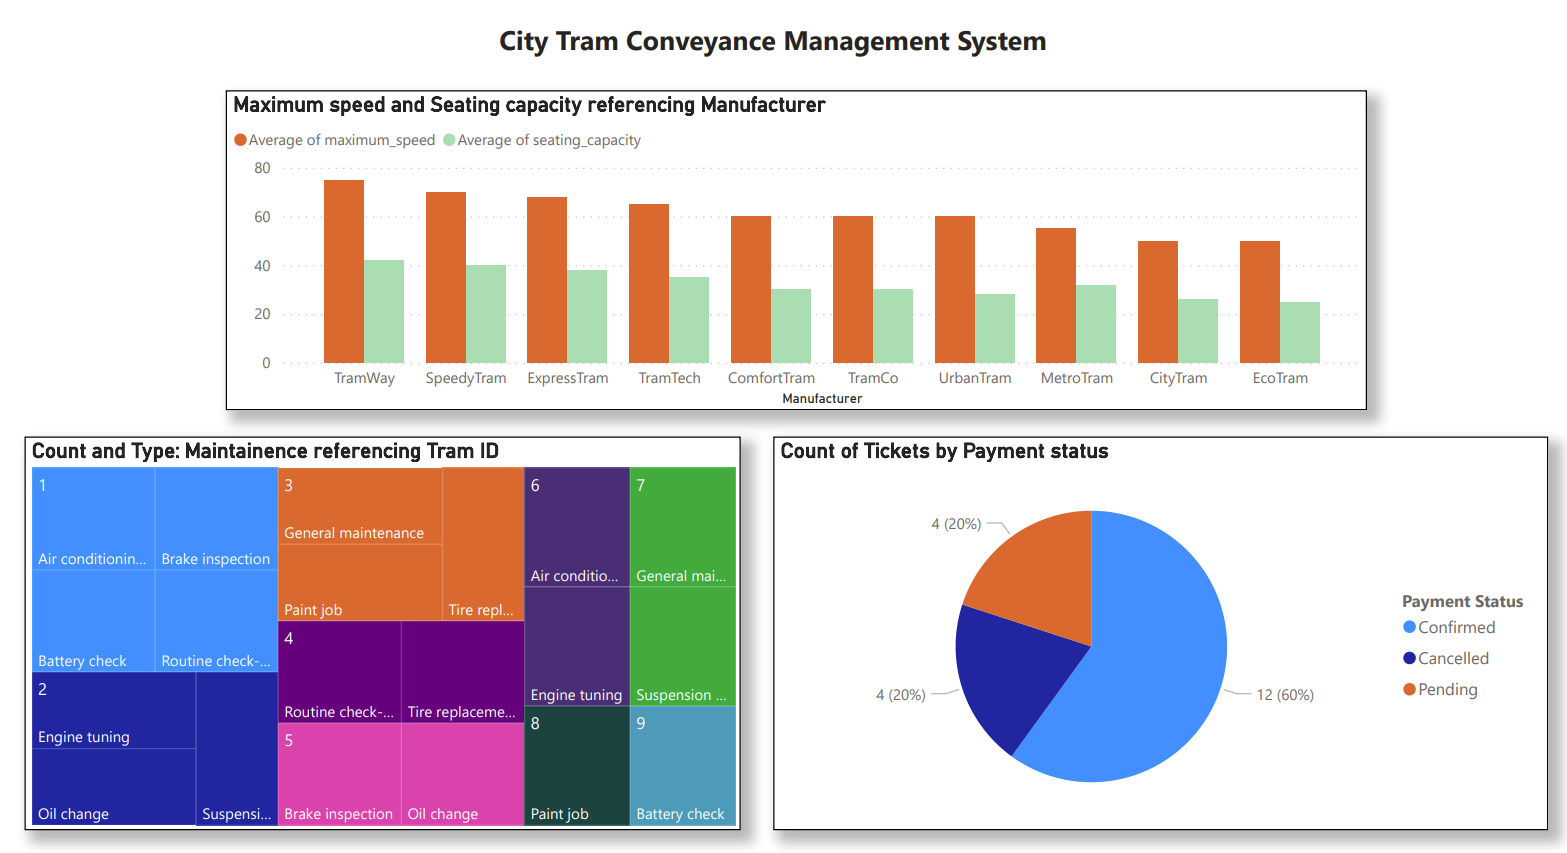 City Tram Conveyance Management System
Maximum speed and Seating capacity referencing Manufacturer
Average of maximum_speed Average of seating_capacity
80
60
40
20
0
TramWay SpeedyTram ExpressTram TramTech ComfortTram TramCo UrbanTram MetroTram CityTram EcoTram
Manufacturer
Count and Type: Maintainence referencing Tram ID
1
Air conditionin...
Brake inspection
Battery check
Routine check-...
2
Engine tuning
Oil change
Suspensi...
3
General maintenance
Paint job
Tire repl...
4
Routine check-...
Tire replaceme...
5
Brake inspection
Oil change
6
Air conditio...
Engine tuning
7
General mai...
Suspension ...
8
Paint job
9
Battery check
Count of Tickets by Payment status
4 (20%)
4 (20%)
12 (60%)
Payment Status
Confirmed
Cancelled
Pending